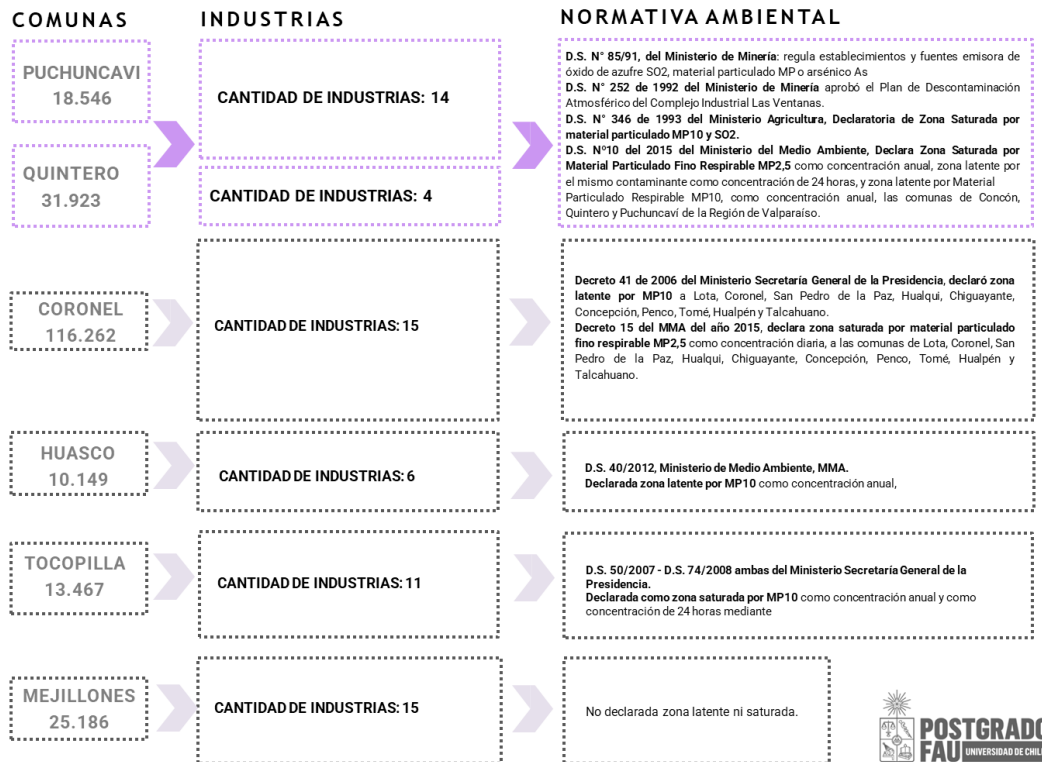 COMUNAS
INDUSTRIAS
NORMATIVA AMBIENTAL
PUCHUNCAVI
18.546
QUINTERO
31.923
CANTIDAD DE INDUSTRIAS: 14
CANTIDAD DE INDUSTRIAS: 4
D.S. N° 85/91, del Ministerio de Minería: regula establecimientos y fuentes emisora de
óxido de azufre SO2, material particulado MP o arsénico As
D.S. N° 252 de 1992 del Ministerio de Minería aprobó el Plan de Descontaminación
Atmosférico del Complejo Industrial Las Ventanas.
D.S. N° 346 de 1993 del Ministerio Agricultura, Declaratoria de Zona Saturada por
material particulado MP10 y SO2.
D.S. Nº10 del 2015 del Ministerio del Medio Ambiente, Declara Zona Saturada por
Material Particulado Fino Respirable MP2,5 como concentración anual, zona latente por
el mismo contaminante como concentración de 24 horas, y zona latente por Material
Particulado Respirable MP10, como concentración anual, las comunas de Concón,
Quintero y Puchuncaví de la Región de Valparaíso.
CORONEL
116.262
CANTIDAD DE INDUSTRIAS: 15
Decreto 41 de 2006 del Ministerio Secretaría General de la Presidencia, declaró zona
latente por MP10 a Lota, Coronel, San Pedro de la Paz, Hualqui, Chiguayante,
Concepción, Penco, Tomé, Hualpén y Talcahuano.
Decreto 15 del MMA del año 2015, declara zona saturada por material particulado
fino respirable MP2,5 como concentración diaria, a las comunas de Lota, Coronel, San
Pedro de la Paz, Hualqui, Chiguayante, Concepción, Penco, Tomé, Hualpén y
Talcahuano.
HUASCO
10.149
CANTIDAD DE INDUSTRIAS: 6
D.S. 40/2012, Ministerio de Medio Ambiente, MMA.
Declarada zona latente por MP10 como concentración anual,
TOCOPILLA
13.467
CANTIDAD DE INDUSTRIAS: 11
D.S. 50/2007 - D.S. 74/2008 ambas del Ministerio Secretaría General de la
Presidencia.
Declarada como zona saturada por MP10 como concentración anual y como
concentración de 24 horas mediante
MEJILLONES
25.186
CANTIDAD DE INDUSTRIAS: 15
No declarada zona latente ni saturada.
POSTGRADO
FAU UNIVERSIDAD DE CHILE